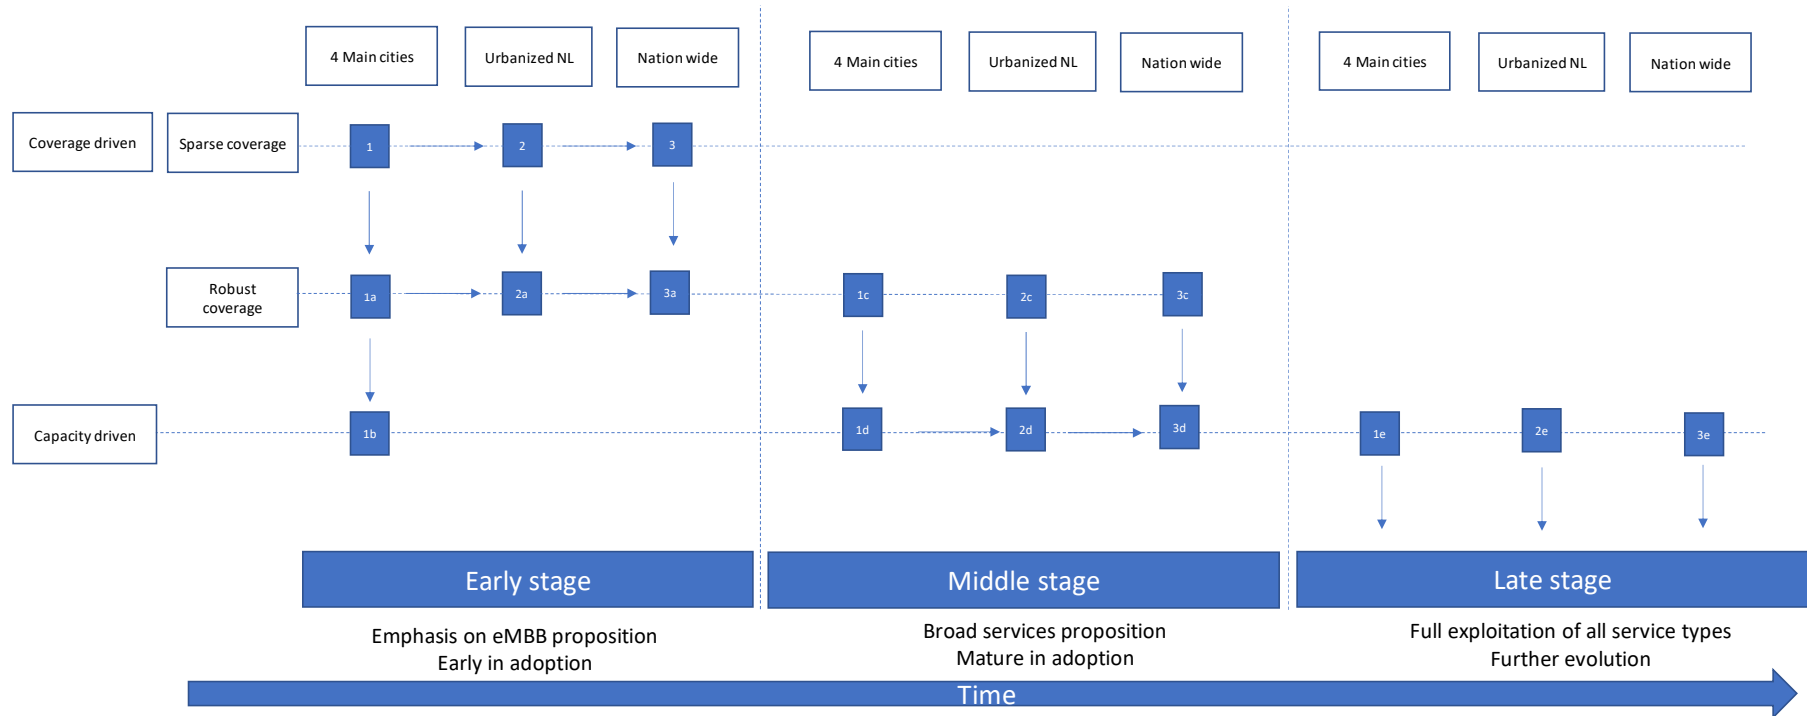 4 Main cities
Urbanized NL
Nation wide
4 Main cities
Urbanized NL
Nation wide
4 Main cities
Urbanized NL
Nation wide
Coverage driven
Sparse coverage
1
2
3
Robust
coverage
1a
2a
3a
1c
2c
3c
Capacity driven
1b
1d
2d
3d
1e
2e
3e
Early stage
Middle stage
Late stage
Emphasis on eMBB proposition
Early in adoption
Broad services proposition
Mature in adoption
Full exploitation of all service types
Further evolution
Time